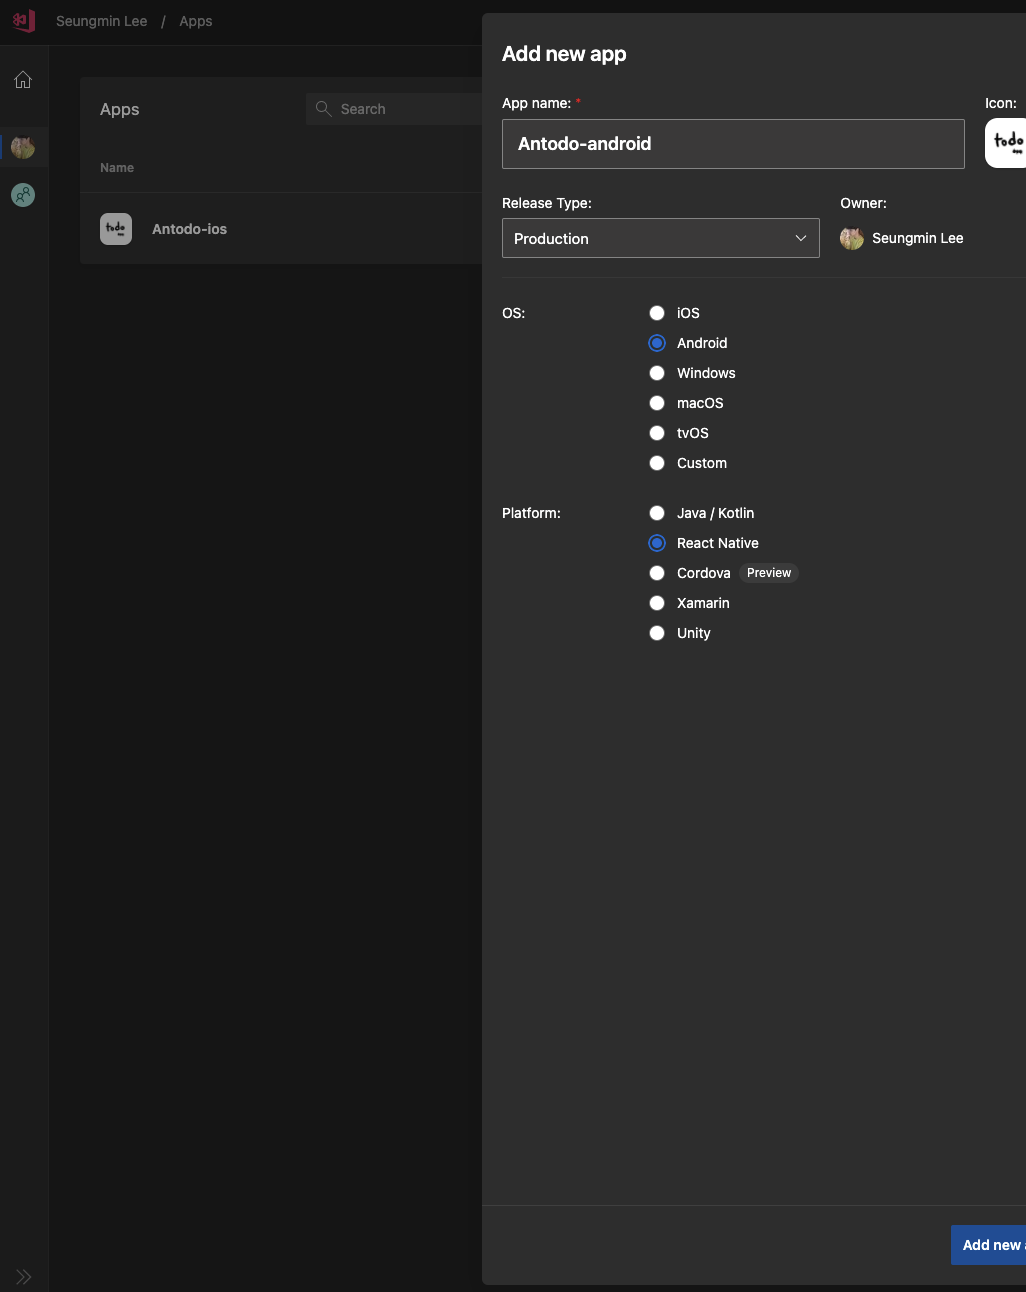 Seungmin Lee / Apps
Apps
Search
Name
todo
Antodo-ios
Add new app
App name: *
Antodo-android
Icon:
todo
app
Release Type:
Production
Owner:
Seungmin Lee
OS:
iOS
Android
Windows
macOS
tvOS
Custom
Platform:
Java / Kotlin
React Native
Cordova Preview
Xamarin
Unity
Add new